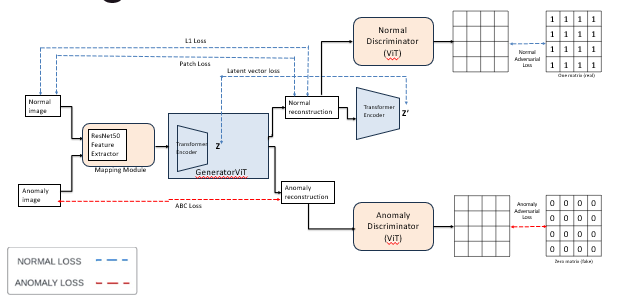 L1 Loss
Patch Loss
Latent vector loss
Normal
image
Anomaly
image
ResNet50
Feature
Extractor
Mapping Module
Transformer
Encoder
Z
GeneratorViT
Normal
reconstruction
Anomaly
reconstruction
ABC Loss
Transformer
Encoder
Z'
Normal
Discriminator
(ViT)
Anomaly
Discriminator
(ViT)
Normal
Adversarial
Loss
1 1 1 1
1 1 1 1
1 1 1 1
1 1 1 1
One matrix (real)
Anomaly
Adversarial
Loss
0 0 0 0
0 0 0 0
0 0 0 0
0 0 0 0
Zero matrix (fake)
NORMAL LOSS
ANOMALY LOSS